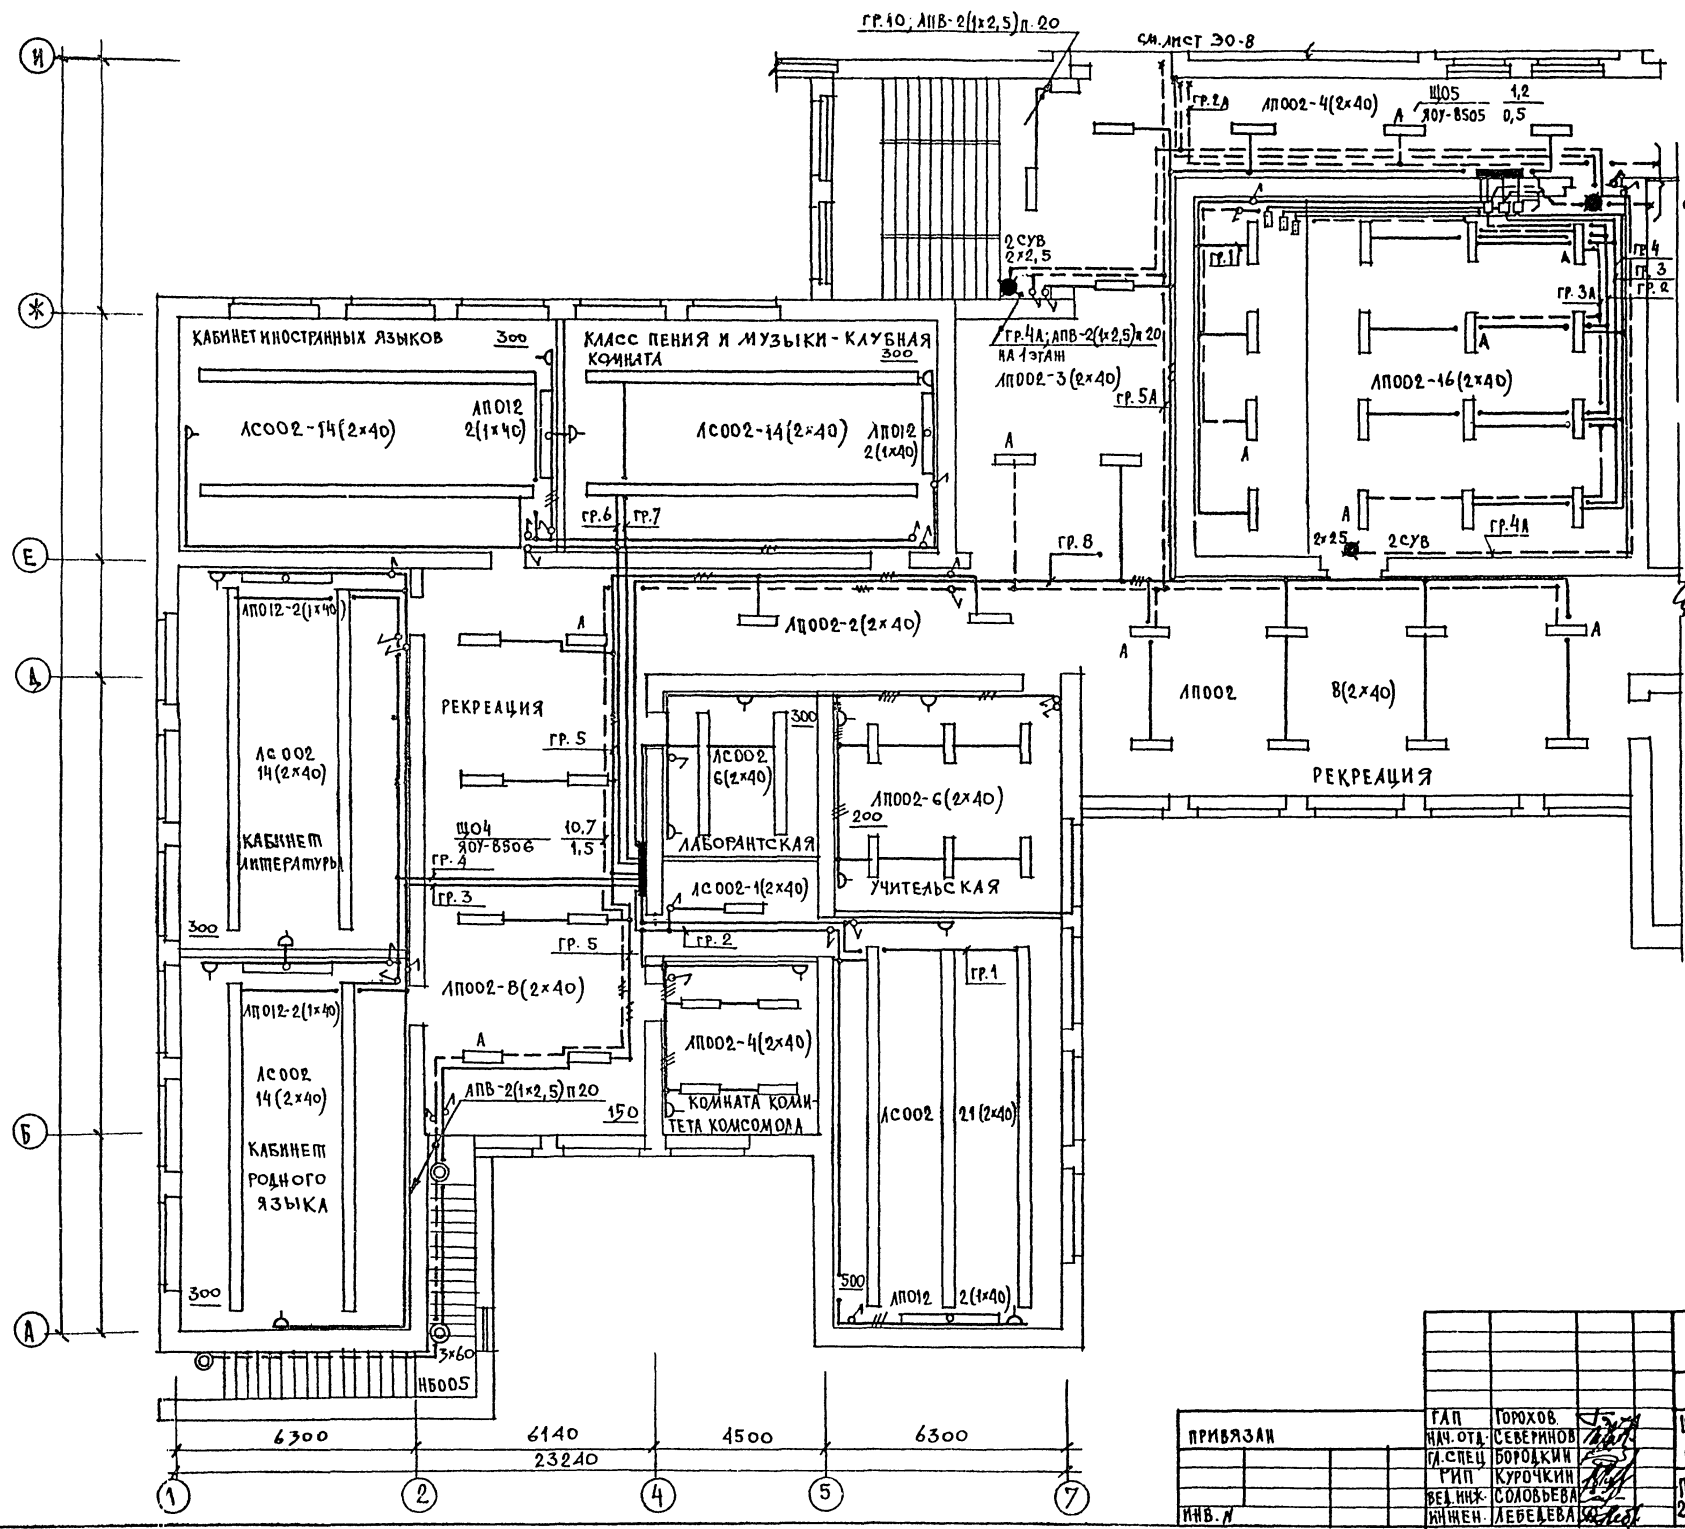 ГР.10; АПВ-2(1×2,5)п.20
СМ.ЛИСТ ЭО-8
И
ГР.2А
ЛП002-4(2×40)
ЩО5
ЯОУ-8505
1,2
0,5
А
2 СУВ
2×2,5
ГР.1
А
ГР.4
ГР.3
ГР.2
ГР.3А
Ж
КАБИНЕТ ИНОСТРАННЫХ ЯЗЫКОВ
300
КЛАСС ПЕНИЯ И МУЗЫКИ-КЛУБНАЯ
КОМНАТА
300
ГР.4А; АПВ-2(1×2,5)п20
НА 1 ЭТАЖ
ЛП002-3(2×40)
ГР.5А
А
ЛП002-16(2×40)
ЛП012
2(1×40)
ЛС002-14(2×40)
ЛС002-14(2×40)
ЛП012
2(1×40)
А
А
ГР.6
ГР.7
А
ГР.4А
2×25
2 СУВ
Е
ГР.8
ЛП012-2(1×40)
А
ЛП002-2(2×40)
А
А
Д
РЕКРЕАЦИЯ
300
ЛП002
8(2×40)
ГР.5
ЛС002
14(2×40)
ЛС002
6(2×40)
РЕКРЕАЦИЯ
ЛП002-6(2×40)
200
ЩО4
ЯОУ-8506
10,7
1,5
КАБИНЕТ
ЛИТЕРАТУРЫ
ЛАБОРАНТСКАЯ
ГР.4
ГР.3
ЛС002-1(2×40)
УЧИТЕЛЬСКАЯ
300
ГР.5
ГР.2
ГР.1
ЛП002-8(2×40)
ЛП012-2(1×40)
А
ЛП002-4(2×40)
ЛС002
14(2×40)
АПВ-2(1×2,5)п20
150
КОМНАТА КОМИ-
ТЕТА КОМСОМОЛА
ЛС002
21(2×40)
Б
КАБИНЕТ
РОДНОГО
ЯЗЫКА
300
500
ЛП012
2(1×40)
А
3×60
НБ005
6300
6140
4500
6300
23240
1
2
4
5
7
ПРИВЯЗАН
ИНВ.N
ГАП ГОРОХОВ
НАЧ.ОТД. СЕВЕРИНОВ
ГЛ.СПЕЦ БОРОДКИН
ГИП КУРОЧКИН
ВЕД.ИНЖ. СОЛОВЬЕВА
ИНЖЕН. ЛЕБЕДЕВА